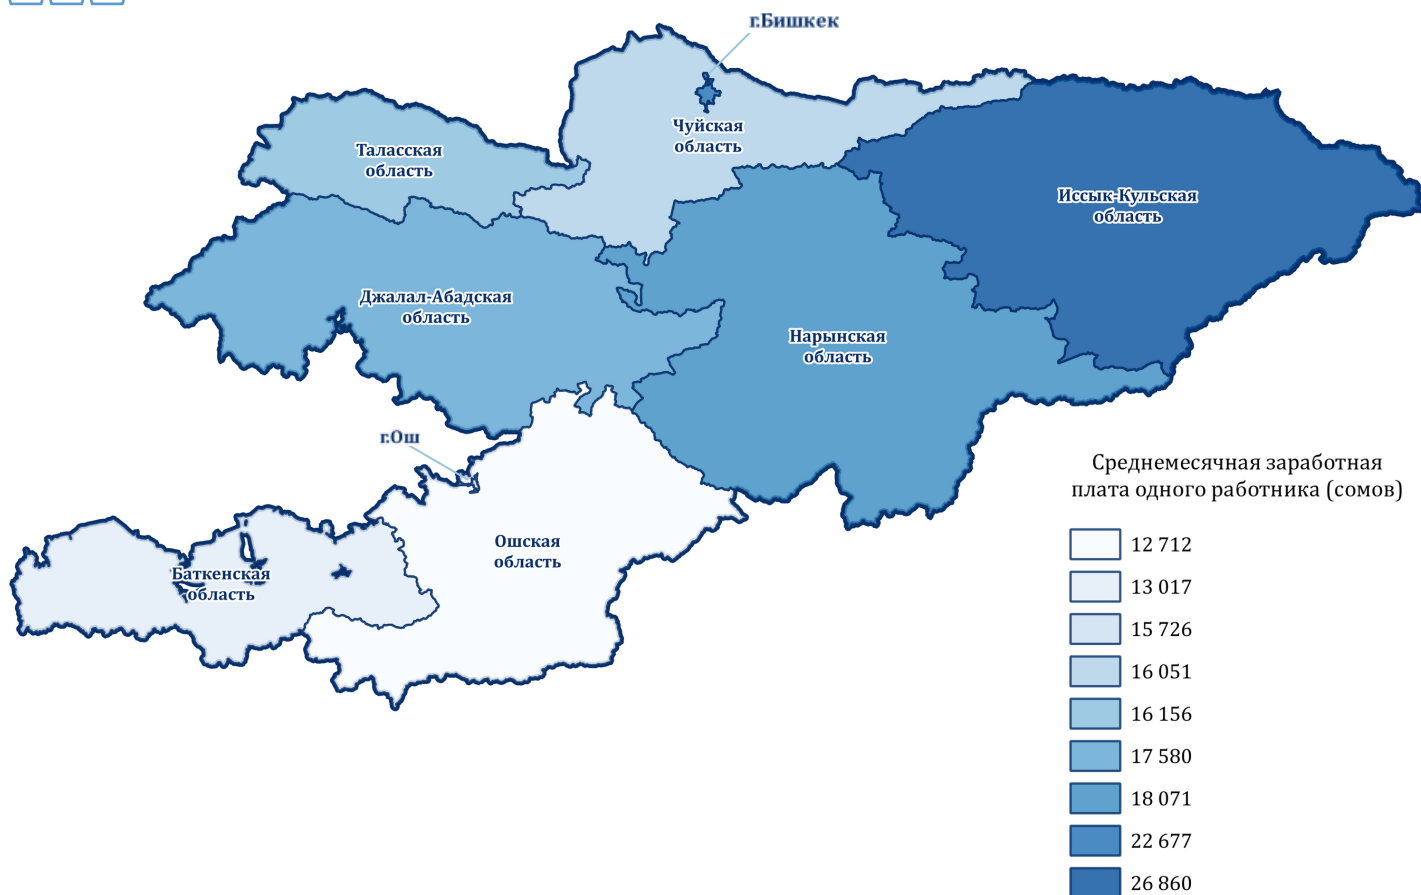 г.Бишкек
Чуйская
область
Таласская
область
Иссык-Кульская
область
Джалал-Абадская
область
Нарынская
область
г.Ош
Ошская
область
Баткенская
область
Среднемесячная заработная
плата одного работника (сомов)
12 712
13 017
15 726
16 051
16 156
17 580
18 071
22 677
26 860